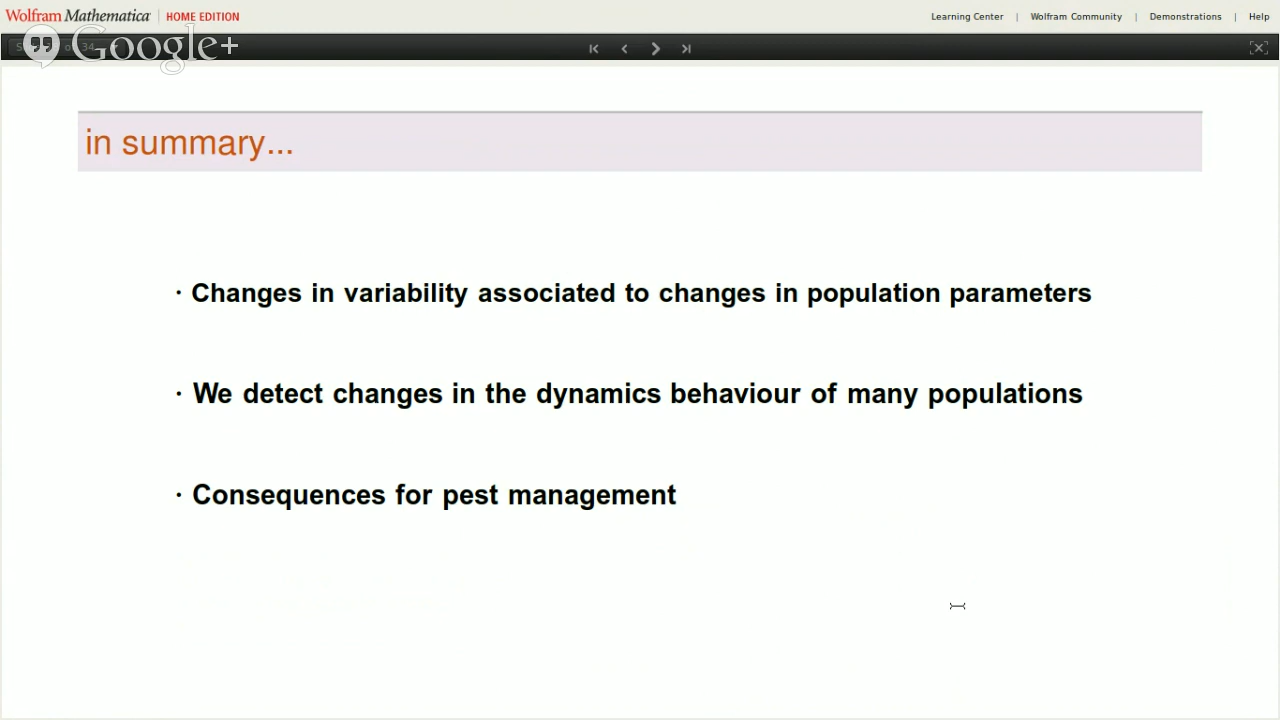 Wolfram Mathematica | HOME EDITION
Learning Center | Wolfram Community | Demonstrations | Help
Google+
34
in summary...
· Changes in variability associated to changes in population parameters
· We detect changes in the dynamics behaviour of many populations
· Consequences for pest management